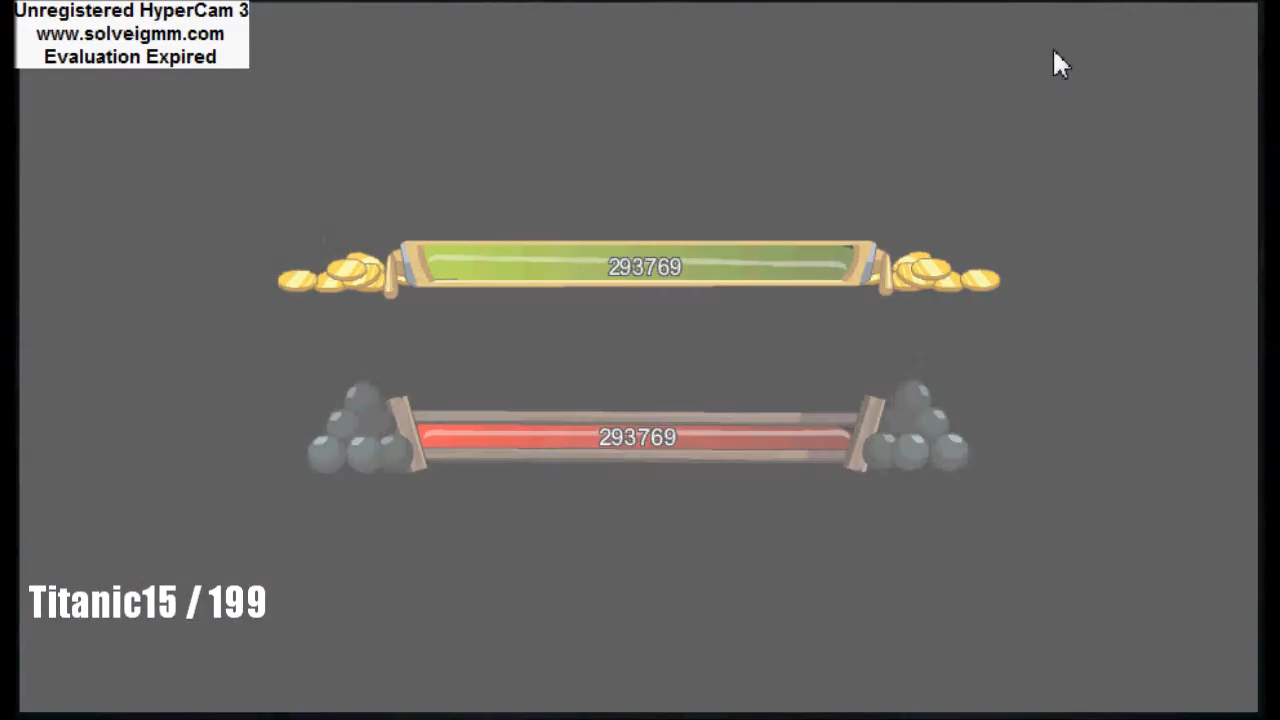 Unregistered HyperCam 3
www.solveigmm.com
Evaluation Expired
293769
293769
Titanic15 / 199